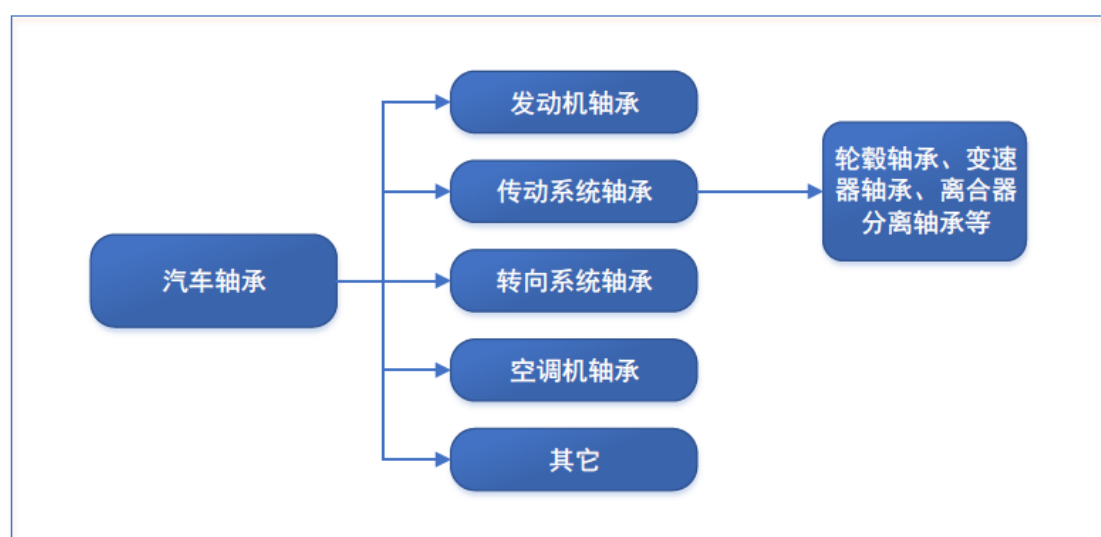 汽车轴承
发动机轴承
传动系统轴承
转向系统轴承
空调机轴承
其它
轮毂轴承、变速
器轴承、离合器
分离轴承等